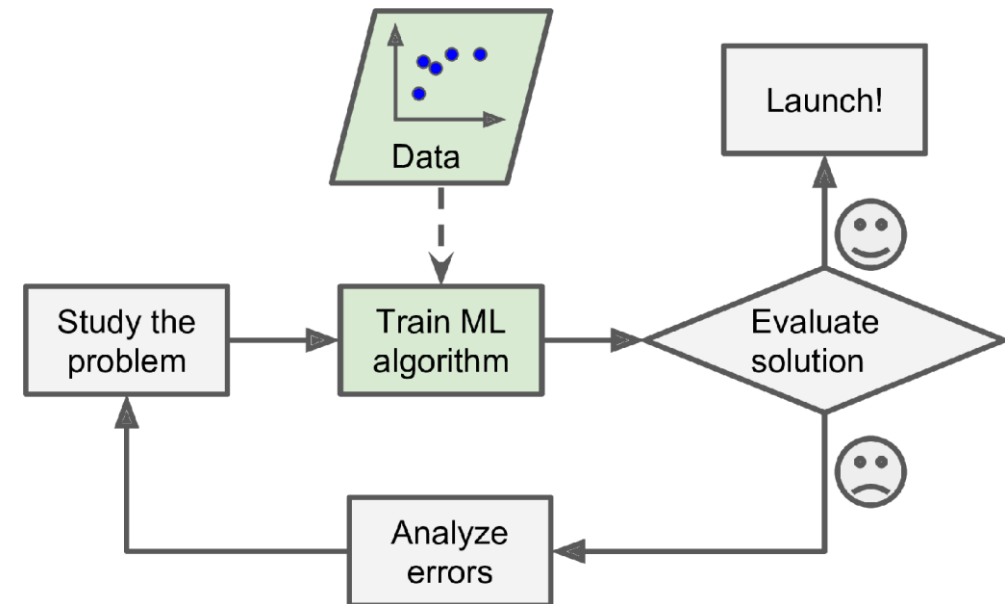 Data
Launch!
Study the
problem
Train ML
algorithm
Evaluate
solution
Analyze
errors